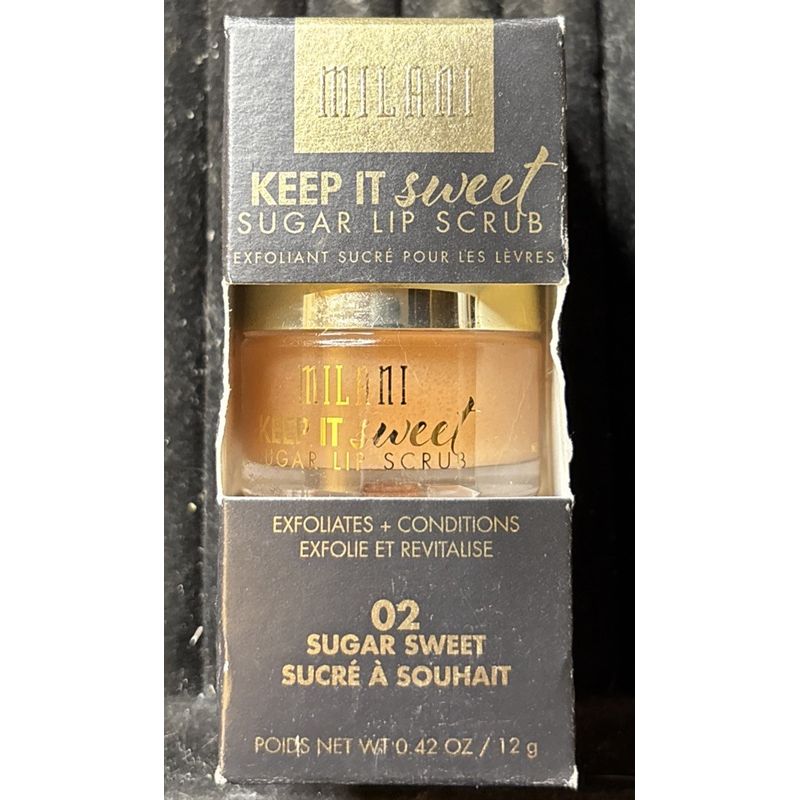 MILANI
KEEP IT sweet
SUGAR LIP SCRUB
EXFOLIANT SUCRÉ POUR LES LÈVRES
MILANI
KEEP IT sweet
UGAR LIP SCRUB
EXFOLIATES + CONDITIONS
EXFOLIE ET REVITALISE
02
SUGAR SWEET
SUCRÉ À SOUHAIT
POIDS NET WT 0.42 OZ / 12 g